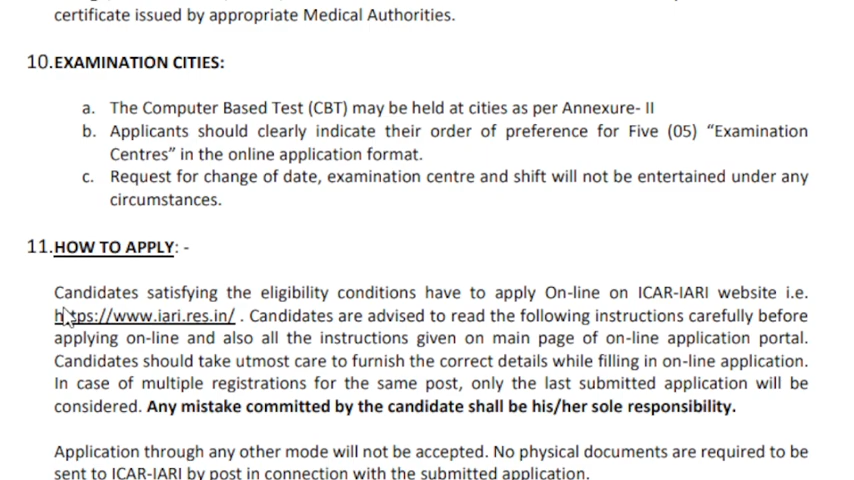 certificate issued by appropriate Medical Authorities.
10.EXAMINATION CITIES:
a. The Computer Based Test (CBT) may be held at cities as per Annexure- II
b. Applicants should clearly indicate their order of preference for Five (05) “Examination
Centres” in the online application format.
c. Request for change of date, examination centre and shift will not be entertained under any
circumstances.
11.HOW TO APPLY: -
Candidates satisfying the eligibility conditions have to apply On-line on ICAR-IARI website i.e.
https://www.iari.res.in/ . Candidates are advised to read the following instructions carefully before
applying on-line and also all the instructions given on main page of on-line application portal.
Candidates should take utmost care to furnish the correct details while filling in on-line application.
In case of multiple registrations for the same post, only the last submitted application will be
considered. Any mistake committed by the candidate shall be his/her sole responsibility.
Application through any other mode will not be accepted. No physical documents are required to be
sent to ICAR-IARI by post in connection with the submitted application.